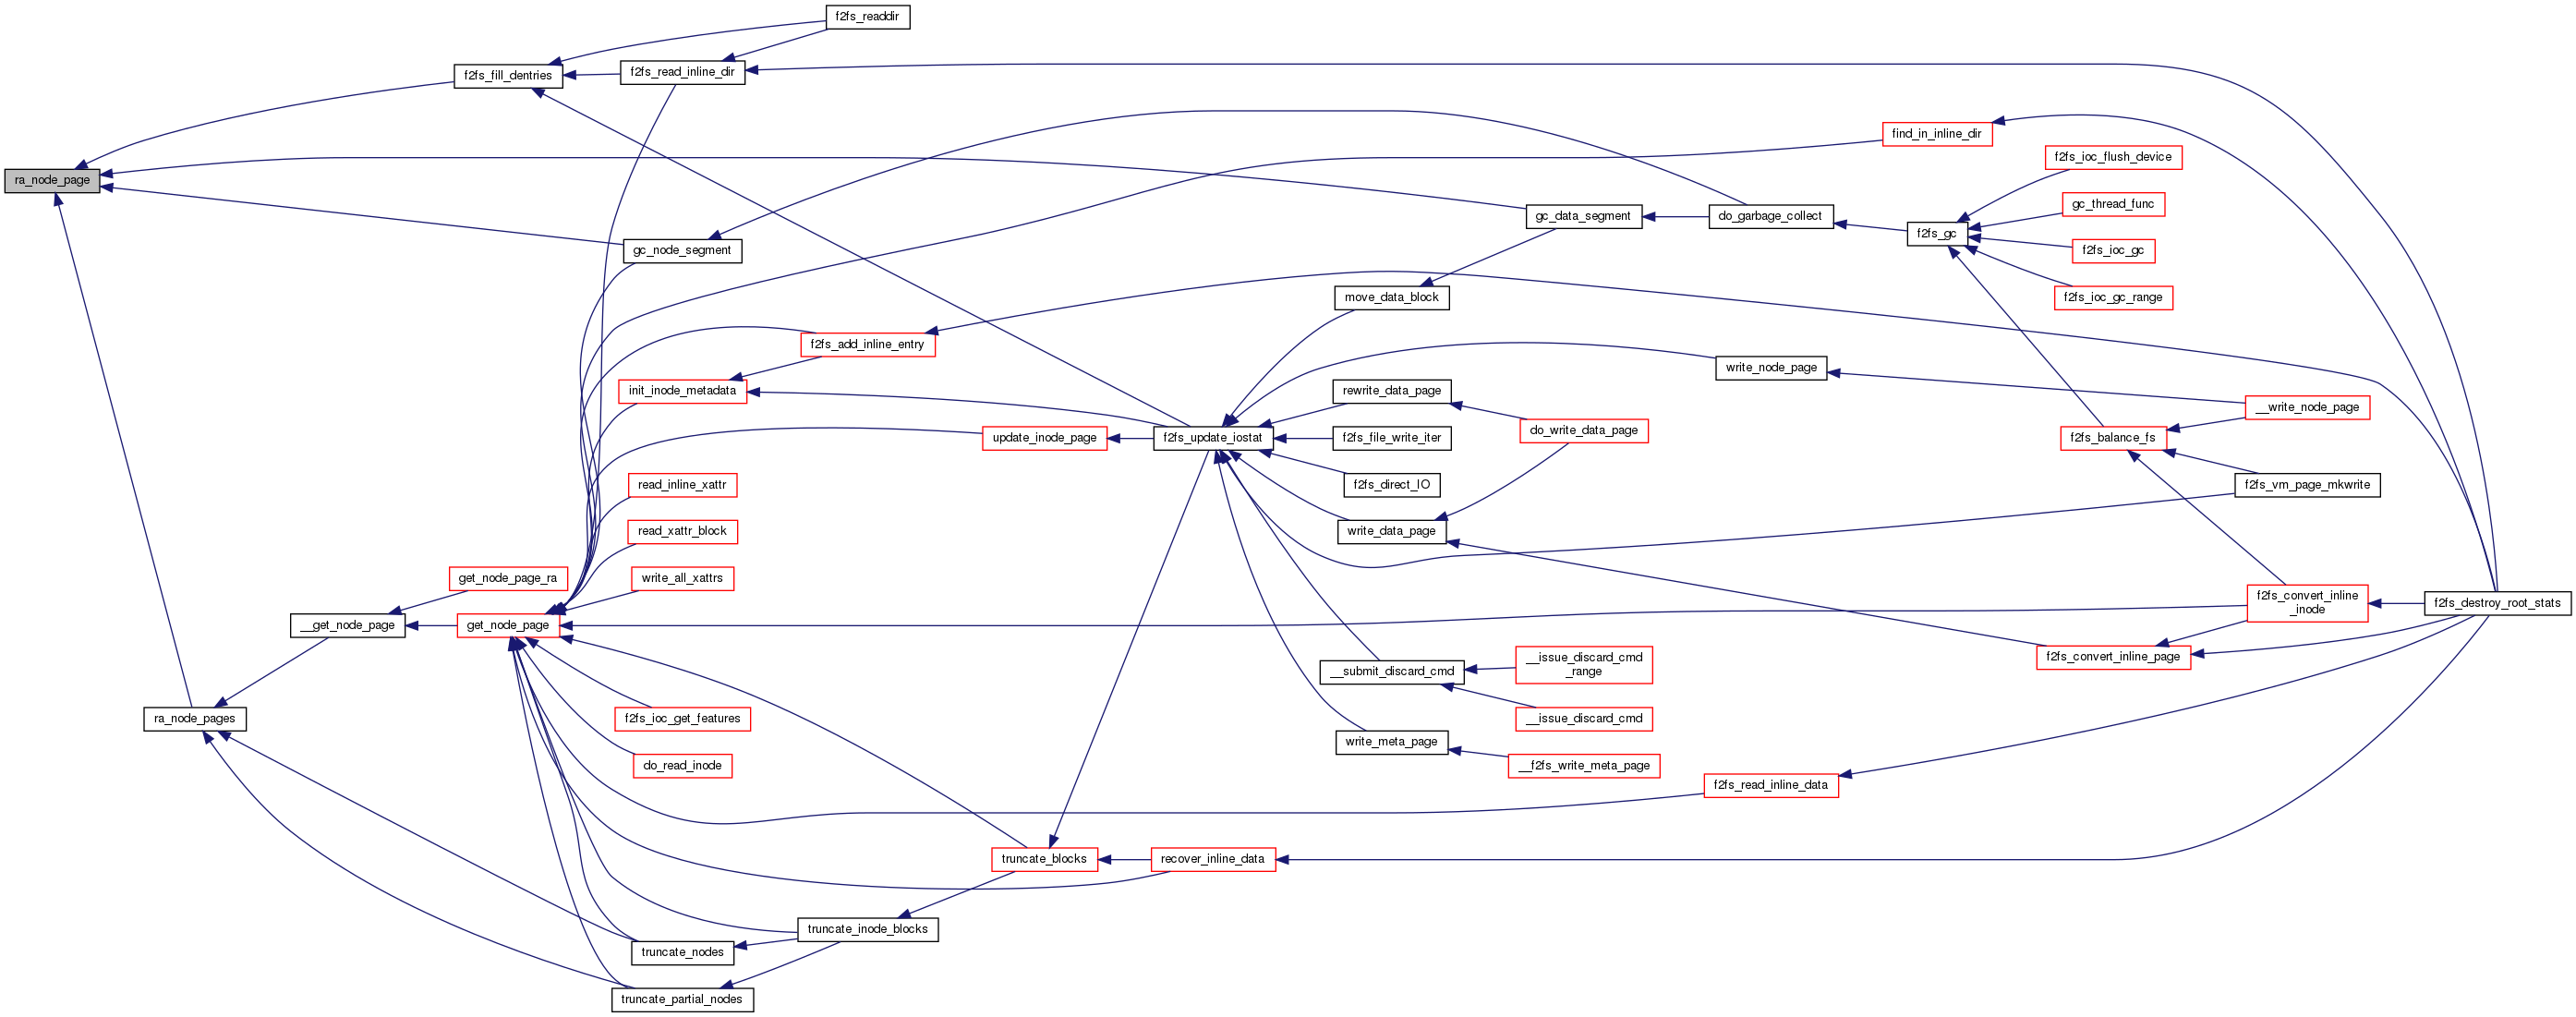 f2fs_readdir
f2fs_fill_dentries
f2fs_read_inline_dir
find_in_inline_dir
f2fs_ioc_flush_device
ra_node_page
gc_thread_func
gc_data_segment
do_garbage_collect
f2fs_gc
gc_node_segment
f2fs_ioc_gc
move_data_block
f2fs_ioc_gc_range
f2fs_add_inline_entry
write_node_page
init_inode_metadata
rewrite_data_page
__write_node_page
do_write_data_page
update_inode_page
f2fs_update_iostat
f2fs_file_write_iter
f2fs_balance_fs
read_inline_xattr
f2fs_direct_IO
f2fs_vm_page_mkwrite
read_xattr_block
write_data_page
get_node_page_ra
write_all_xattrs
f2fs_convert_inline
_inode
f2fs_destroy_root_stats
__get_node_page
get_node_page
__issue_discard_cmd
_range
f2fs_convert_inline_page
__submit_discard_cmd
ra_node_pages
f2fs_ioc_get_features
__issue_discard_cmd
write_meta_page
do_read_inode
__f2fs_write_meta_page
f2fs_read_inline_data
truncate_blocks
recover_inline_data
truncate_inode_blocks
truncate_nodes
truncate_partial_nodes